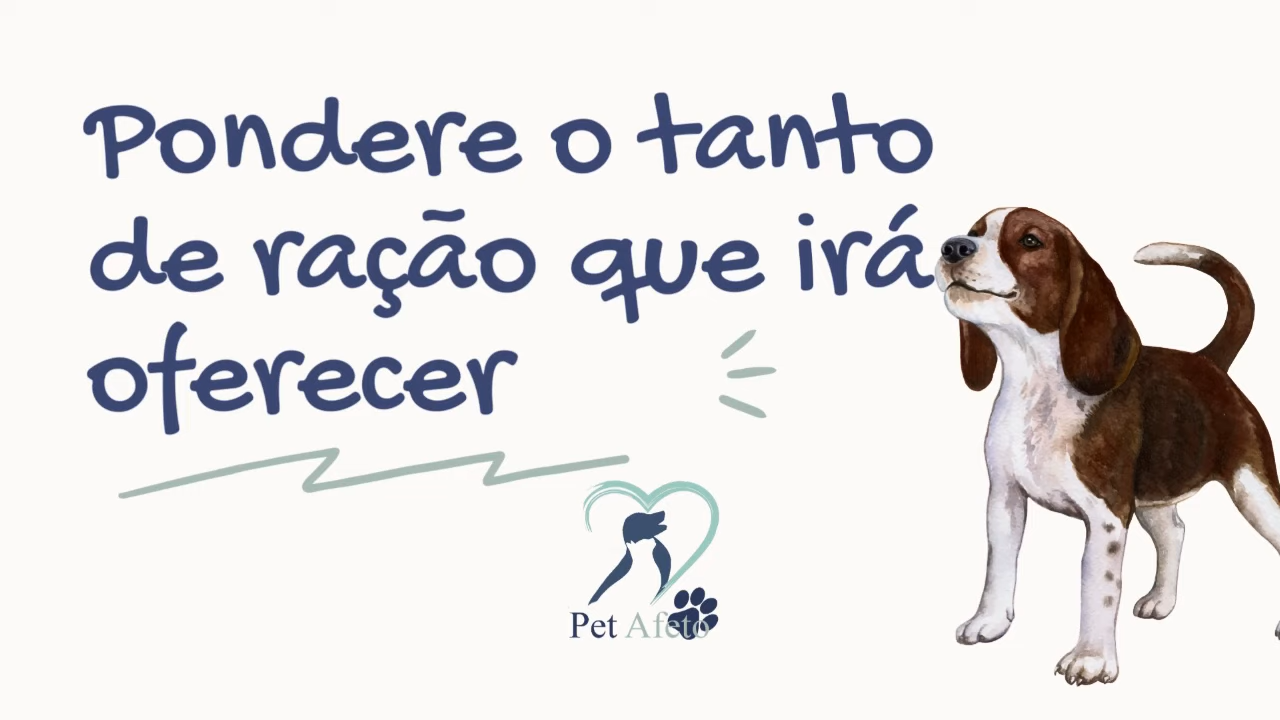 Pondere o tanto
de ração que irá
oferecer
Pet Afeto